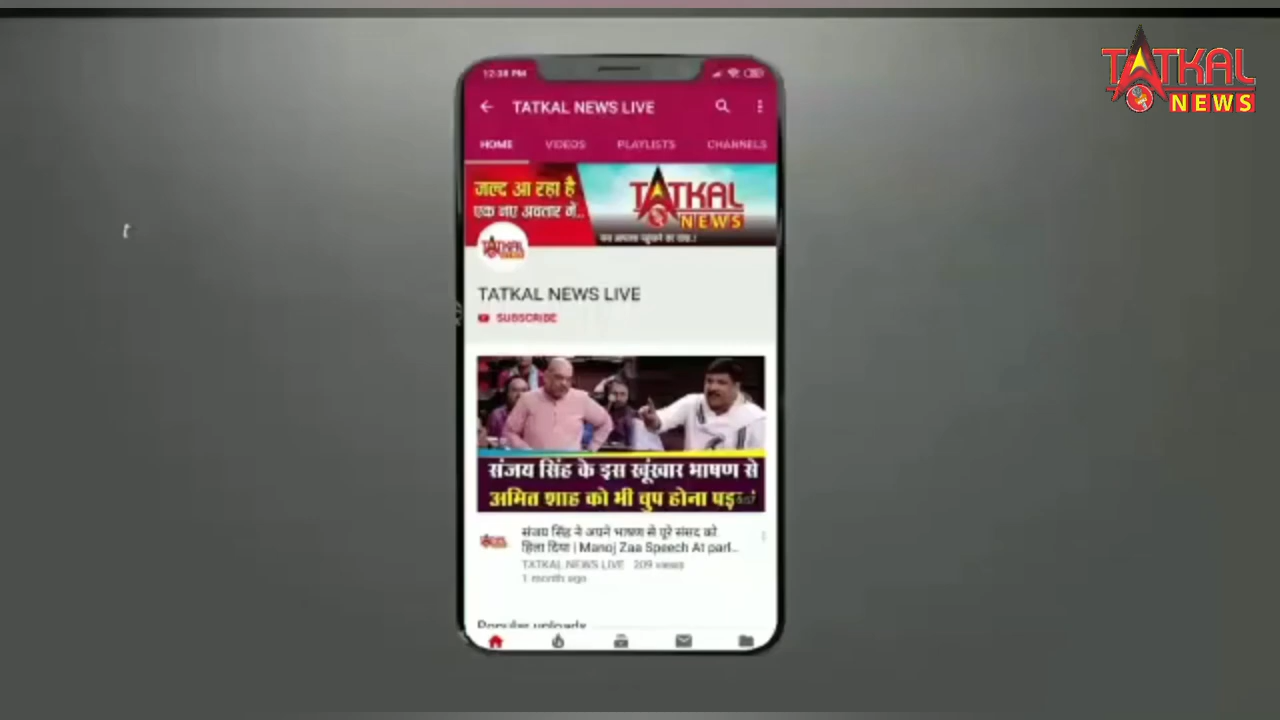 TATKAL
NEWS
12:38 PM
TATKAL NEWS LIVE
HOME VIDEOS PLAYLISTS CHANNELS
जल्द आ रहा है
एक नए अवतार में..
TATKAL
NEWS
TATKAL
t
TATKAL NEWS LIVE
SUBSCRIBE
संजय सिंह के इस खूंखार भाषण से
अमित शाह को भी चुप होना पड़
संजय सिंह ने अपने भाषण से पूरे संसद को
हिला दिया | Manoj Zaa Speech At parl..
TATKAL NEWS LIVE 209 views
1 month ago
Popular uploads